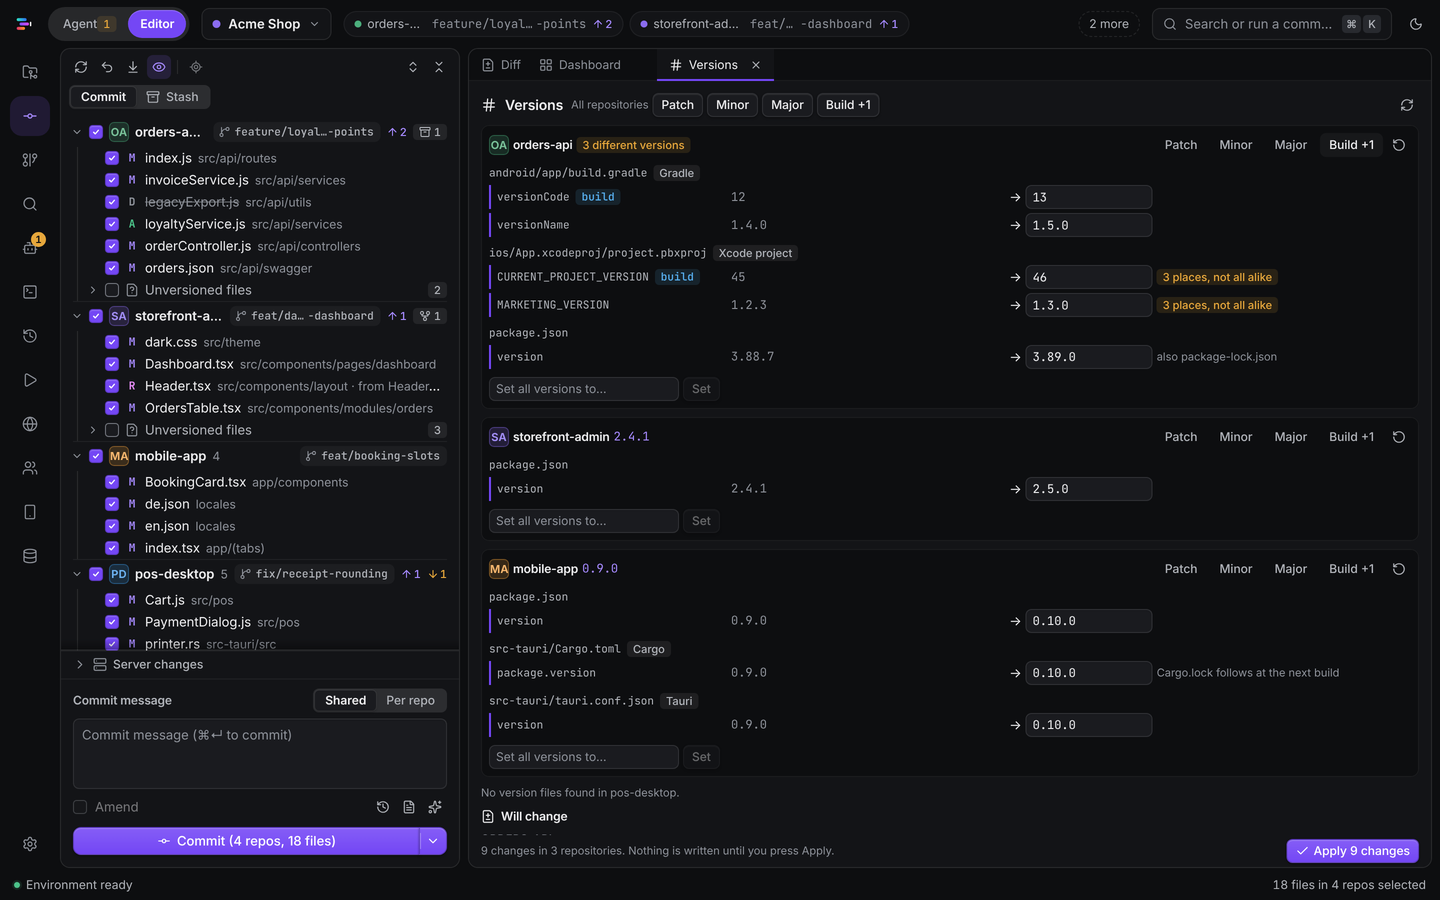 Agent 1 Editor Acme Shop orders-... feature/loyal…-points ↑2 storefront-ad... feat/… -dashboard ↑1 2 more Search or run a comm... ⌘ K
Commit Stash
OA orders-a... feature/loyal…-points ↑2 1
M index.js src/api/routes
M invoiceService.js src/api/services
D legacyExport.js src/api/utils
A loyaltyService.js src/api/services
M orderController.js src/api/controllers
M orders.json src/api/swagger
Unversioned files 2
SA storefront-a... feat/da… -dashboard ↑1 1
M dark.css src/theme
M Dashboard.tsx src/components/pages/dashboard
R Header.tsx src/components/layout · from Header...
M OrdersTable.tsx src/components/modules/orders
Unversioned files 3
MA mobile-app 4 feat/booking-slots
M BookingCard.tsx app/components
M de.json locales
M en.json locales
M index.tsx app/(tabs)
PD pos-desktop 5 fix/receipt-rounding ↑1 ↓1
M Cart.js src/pos
M PaymentDialog.js src/pos
M printer.rs src-tauri/src
Server changes
Commit message Shared Per repo
Commit message (⌘↵ to commit)
Amend
Commit (4 repos, 18 files)
1
Diff Dashboard # Versions ×
# Versions All repositories Patch Minor Major Build +1
OA orders-api 3 different versions Patch Minor Major Build +1
android/app/build.gradle Gradle
versionCode build 12 → 13
versionName 1.4.0 → 1.5.0
ios/App.xcodeproj/project.pbxproj Xcode project
CURRENT_PROJECT_VERSION build 45 → 46 3 places, not all alike
MARKETING_VERSION 1.2.3 → 1.3.0 3 places, not all alike
package.json
version 3.88.7 → 3.89.0 also package-lock.json
Set all versions to... Set
SA storefront-admin 2.4.1 Patch Minor Major Build +1
package.json
version 2.4.1 → 2.5.0
Set all versions to... Set
MA mobile-app 0.9.0 Patch Minor Major Build +1
package.json
version 0.9.0 → 0.10.0
src-tauri/Cargo.toml Cargo
package.version 0.9.0 → 0.10.0 Cargo.lock follows at the next build
src-tauri/tauri.conf.json Tauri
version 0.9.0 → 0.10.0
Set all versions to... Set
No version files found in pos-desktop.
Will change
9 changes in 3 repositories. Nothing is written until you press Apply. Apply 9 changes
Environment ready 18 files in 4 repos selected